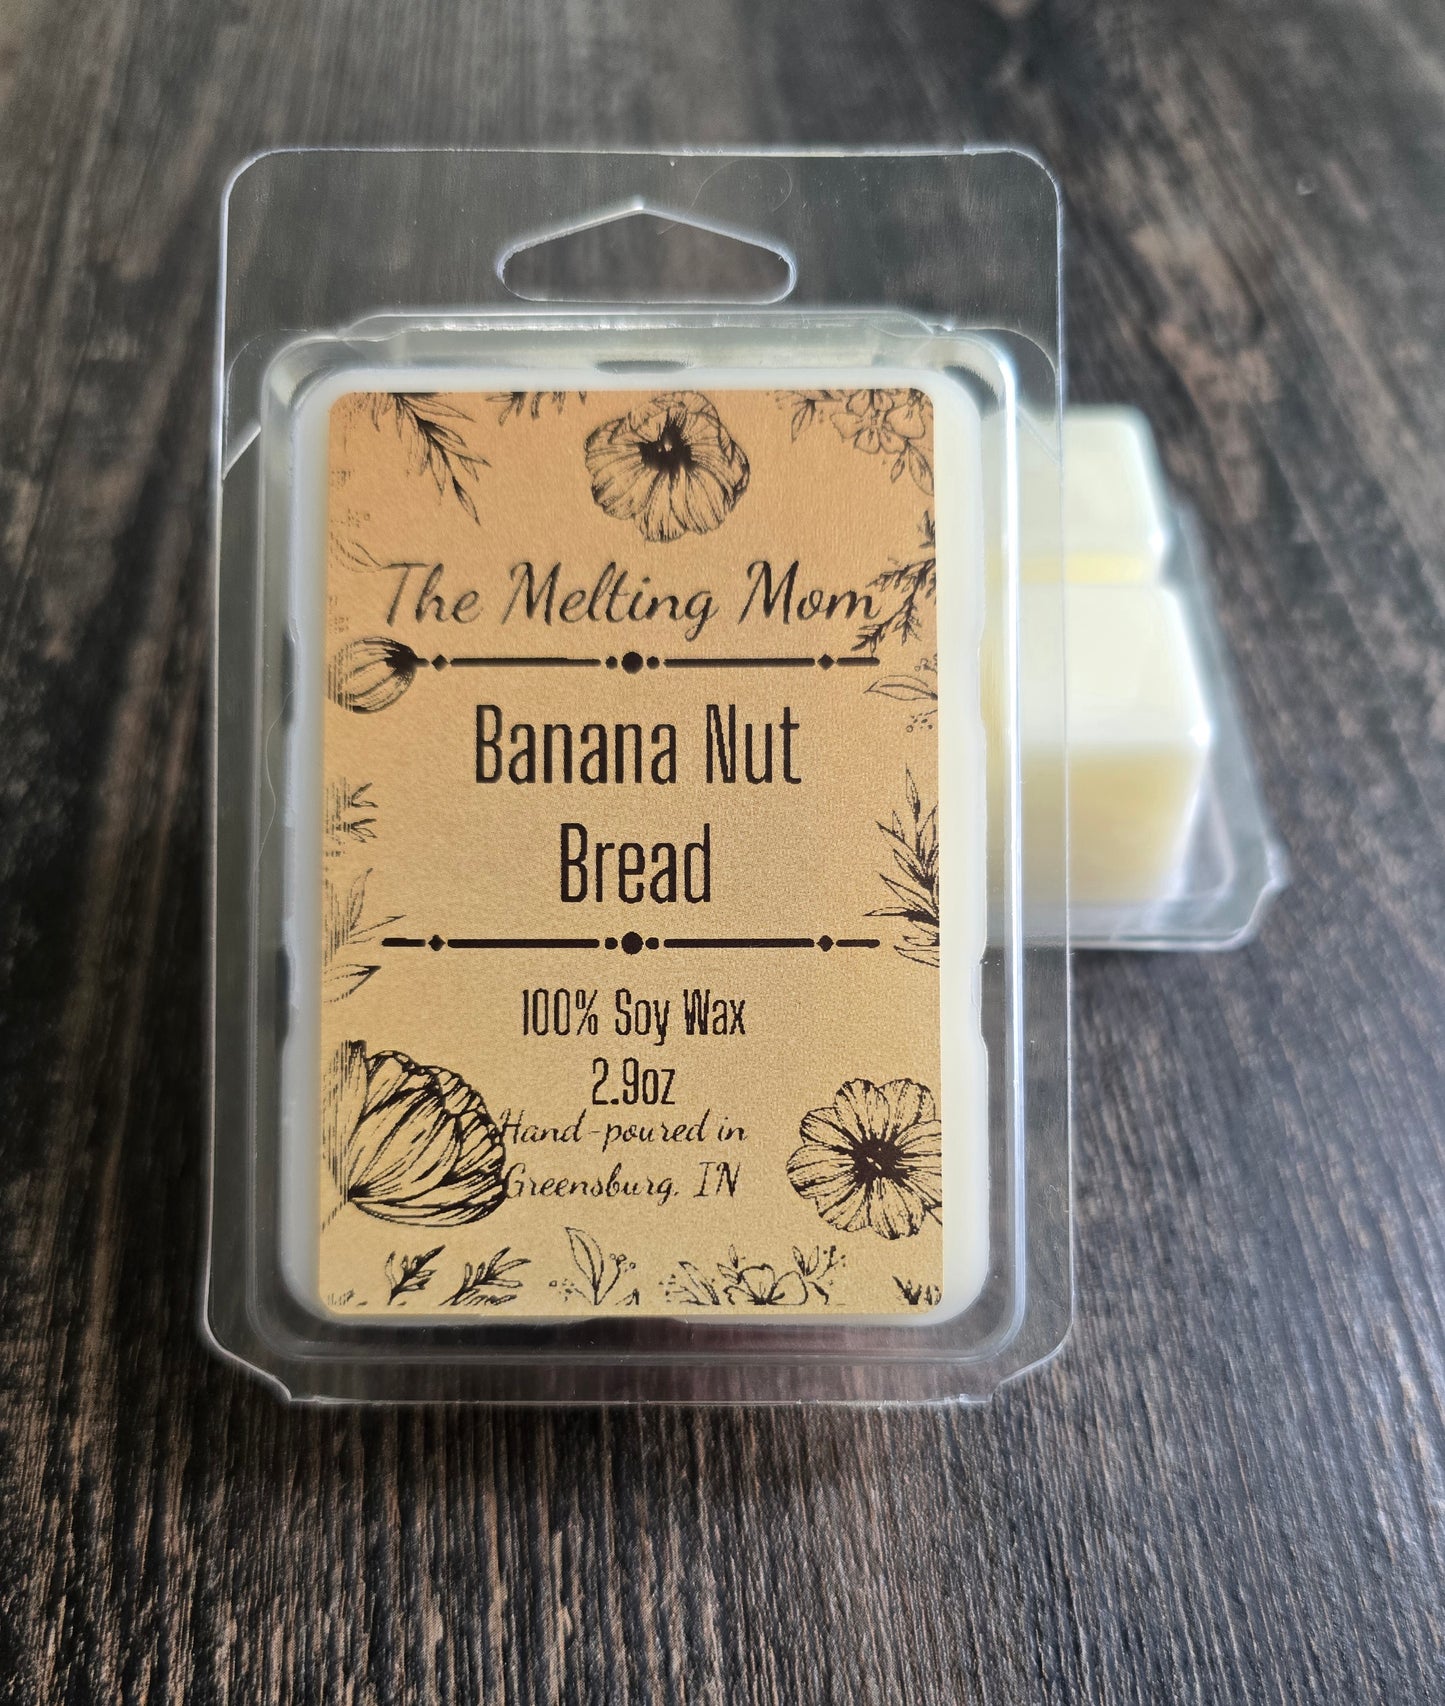 The Melting Mom
Banana Nut
Bread
100% Soy Wax
2.9oz
Hand-poured in
Greensburg, IN